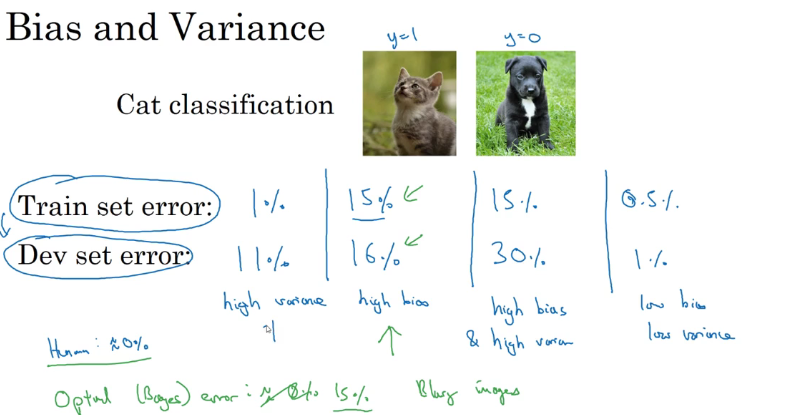 Bias and Variance
y=1 y=0
Cat classification
Train set error: 1% 15% 15% 0.5%
Dev set error: 11% 16% 30% 1%
high variance high bias high bias low bias
& high varian low variance
Human: ≈0%
Optml (Bayes) error: ≈0% 15% Blury images